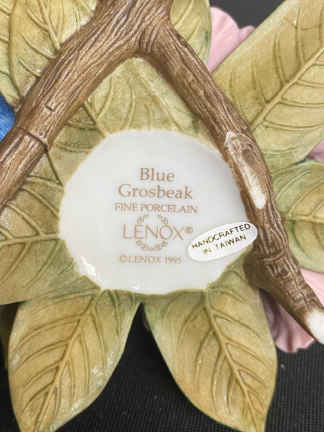 Blue
Grosbeak
FINE PORCELAIN
LENOX®
© LENOX 1995
HANDCRAFTED
IN TAIWAN